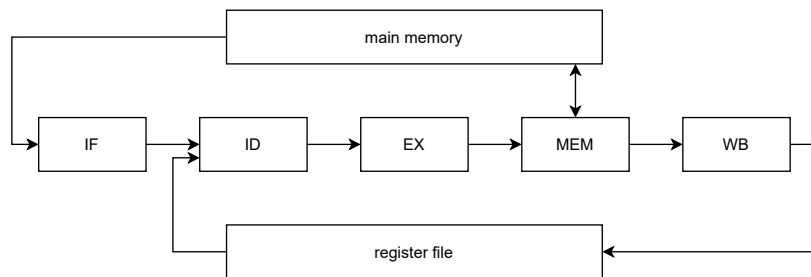 main memory
IF
ID
EX
MEM
WB
register file